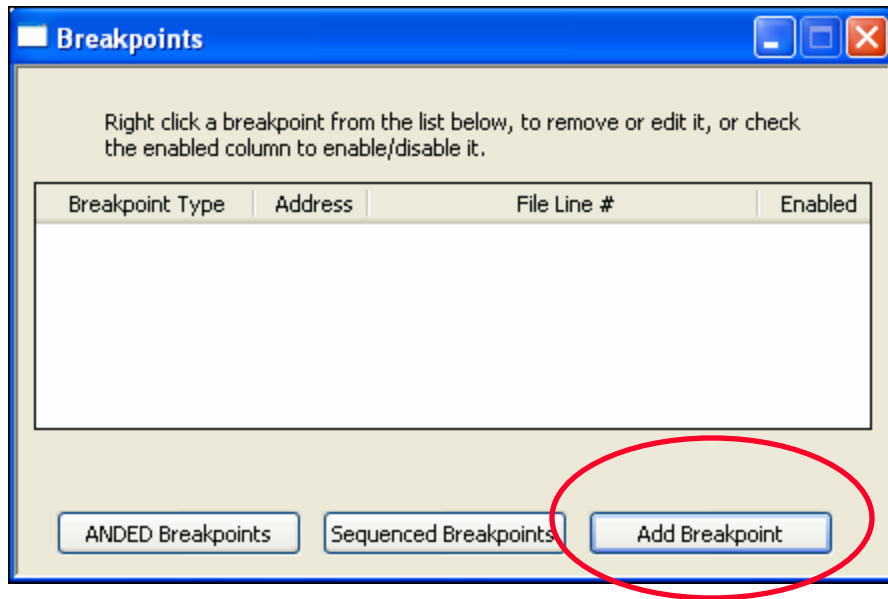 Breakpoints
Right click a breakpoint from the list below, to remove or edit it, or check
the enabled column to enable/disable it.
Breakpoint Type Address File Line # Enabled
ANDED Breakpoints Sequenced Breakpoints Add Breakpoint